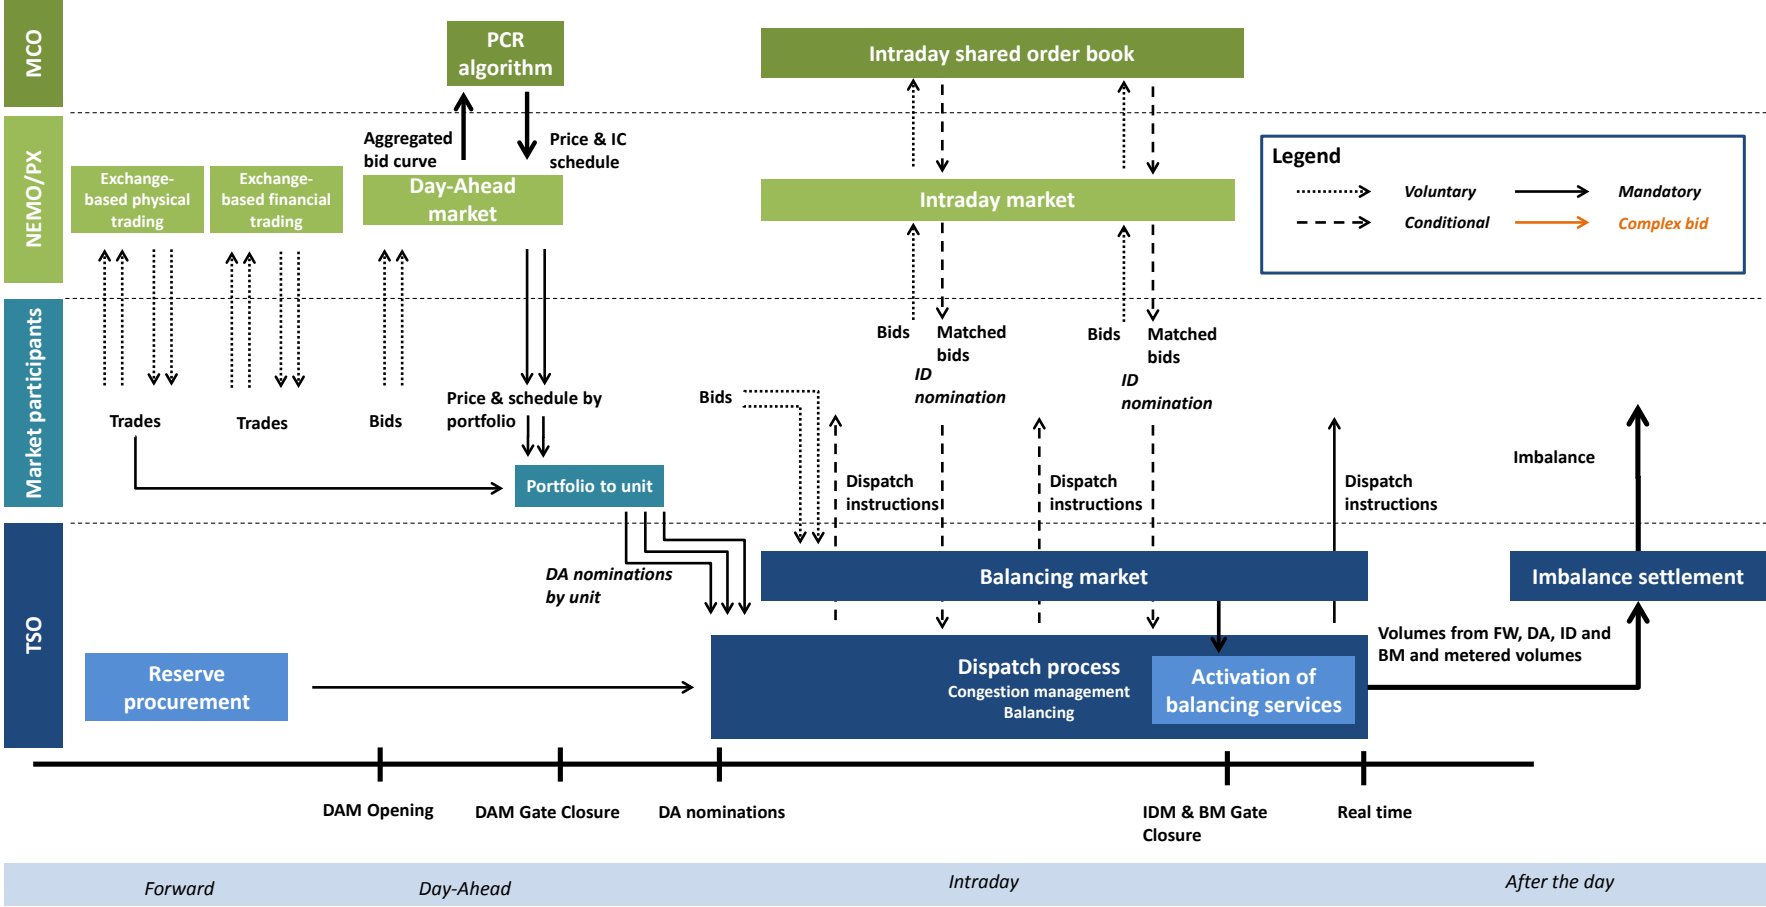 MCO
PCR
algorithm
Intraday shared order book
NEMO/PX
Aggregated
bid curve
Price & IC
schedule
Exchange-
based physical
trading
Exchange-
based financial
trading
Day-Ahead
market
Intraday market
Legend
Voluntary
Mandatory
Conditional
Complex bid
Market participants
Trades
Trades
Bids
Price & schedule by
portfolio
Portfolio to unit
Bids
Bids
Matched
bids
ID
nomination
Bids
Matched
bids
ID
nomination
Dispatch
instructions
Dispatch
instructions
Dispatch
instructions
Imbalance
TSO
DA nominations
by unit
Balancing market
Imbalance settlement
Reserve
procurement
Dispatch process
Congestion management
Balancing
Activation of
balancing services
Volumes from FW, DA, ID and
BM and metered volumes
DAM Opening
DAM Gate Closure
DA nominations
IDM & BM Gate
Closure
Real time
Forward
Day-Ahead
Intraday
After the day